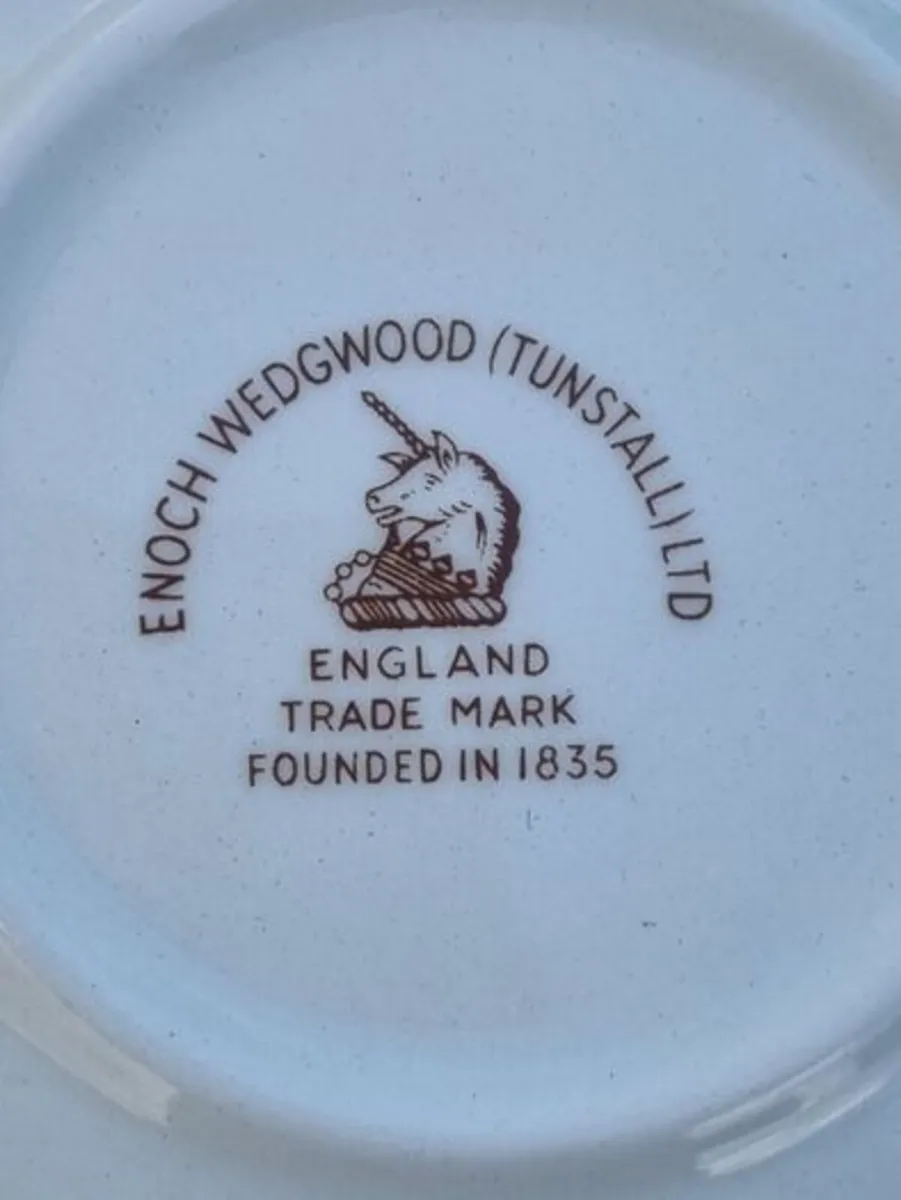 ENOCH WEDGWOOD (TUNSTALL) LTD
ENGLAND
TRADE MARK
FOUNDED IN 1835